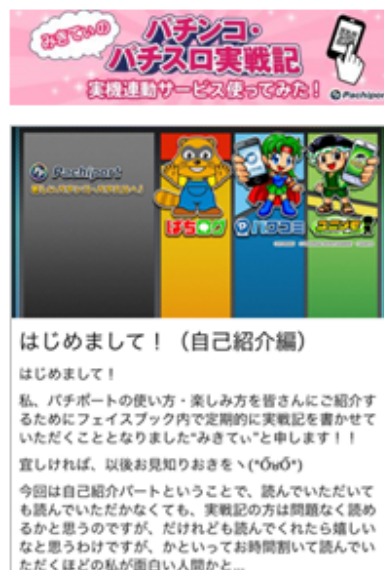 みきてぃの
パチンコ・
パチスロ実戦記
実機連動サービス使ってみた!
Pachiport
Pachiport
ぱちログ
パズコミ
ユニメモ
はじめまして！（自己紹介編）
はじめまして！
私、パチポートの使い方・楽しみ方を皆さんにご紹介す
るためにフェイスブック内で定期的に実戦記を書かせて
いただくこととなりました“みきてぃ”と申します！！
宜しければ、以後お見知りおきをヽ(*ŐʉŐ*)
今回は自己紹介パートということで、読んでいただいて
も読んでいただかなくても、実戦記の方は問題なく読め
るかと思うのですが、だけれども読んでくれたら嬉しい
なと思うわけですが、かといってお時間割いて読んでい
ただくほどの私が面白い人間かと...